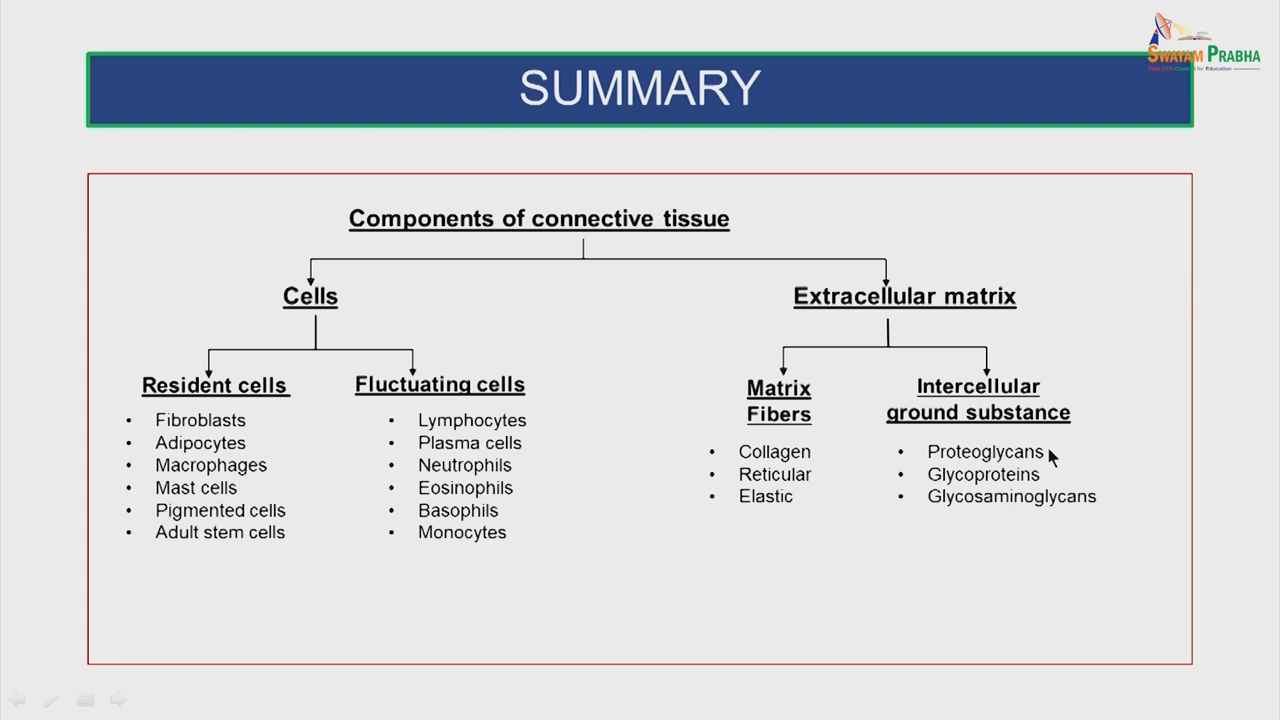 SWAYAM PRABHA
SUMMARY
Components of connective tissue
Cells
Extracellular matrix
Resident cells
• Fibroblasts
• Adipocytes
• Macrophages
• Mast cells
• Pigmented cells
• Adult stem cells
Fluctuating cells
• Lymphocytes
• Plasma cells
• Neutrophils
• Eosinophils
• Basophils
• Monocytes
Matrix
Fibers
• Collagen
• Reticular
• Elastic
Intercellular
ground substance
• Proteoglycans
• Glycoproteins
• Glycosaminoglycans